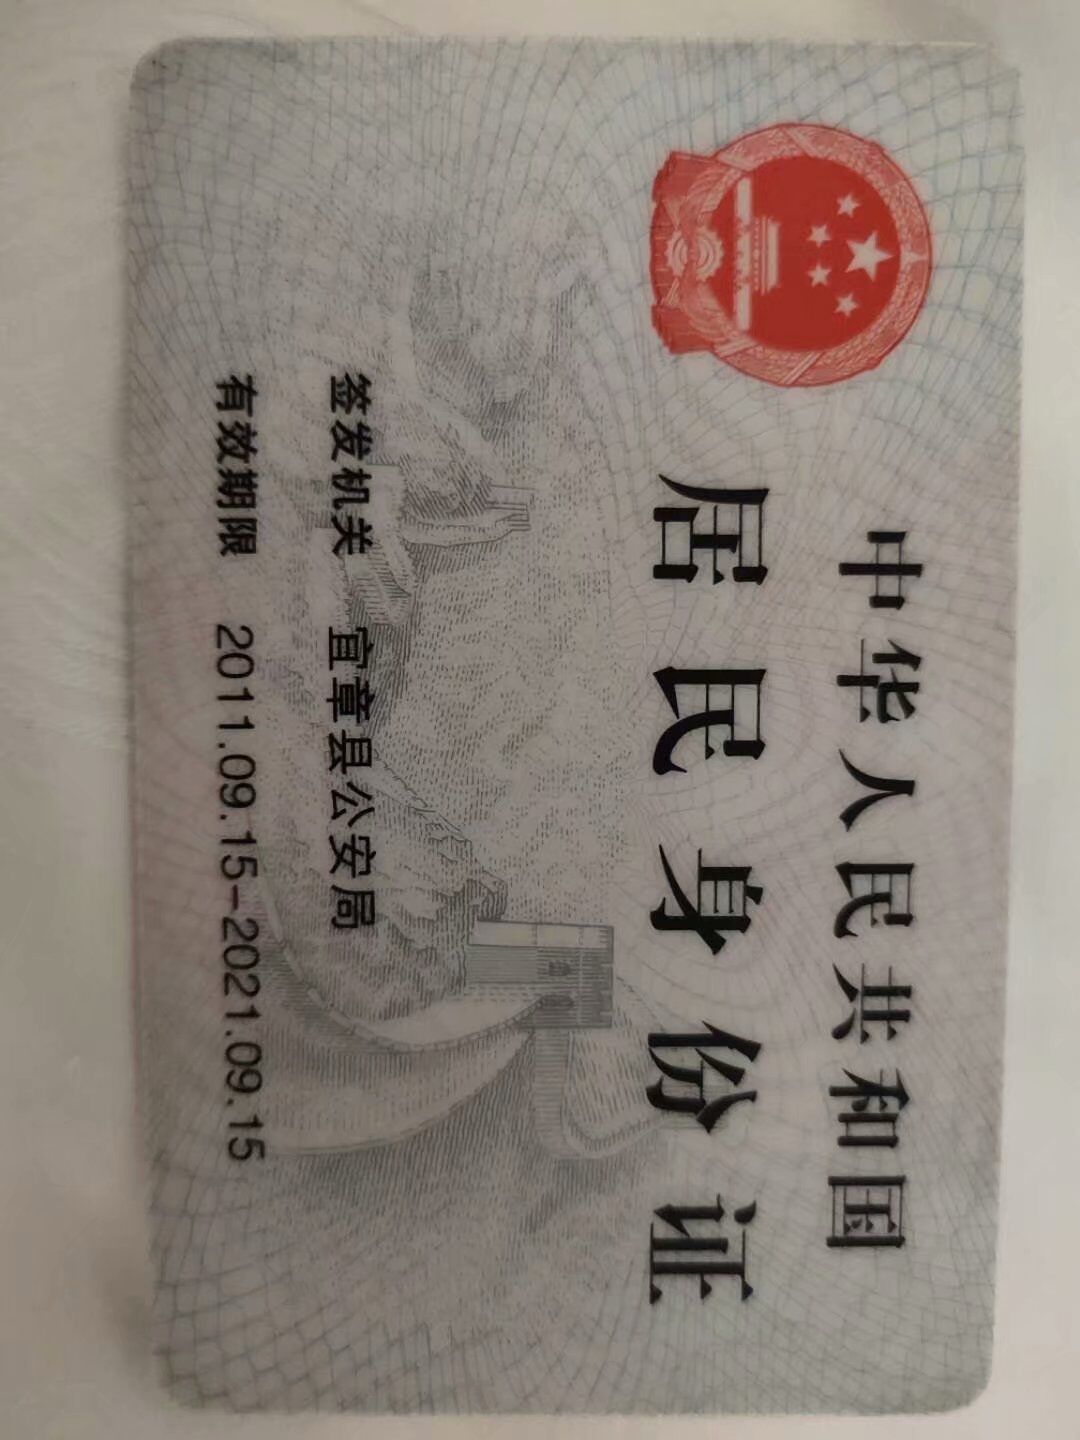 中华人民共和国
居民身份证
签发机关 宜章县公安局
有效期限 2011.09.15-2021.09.15